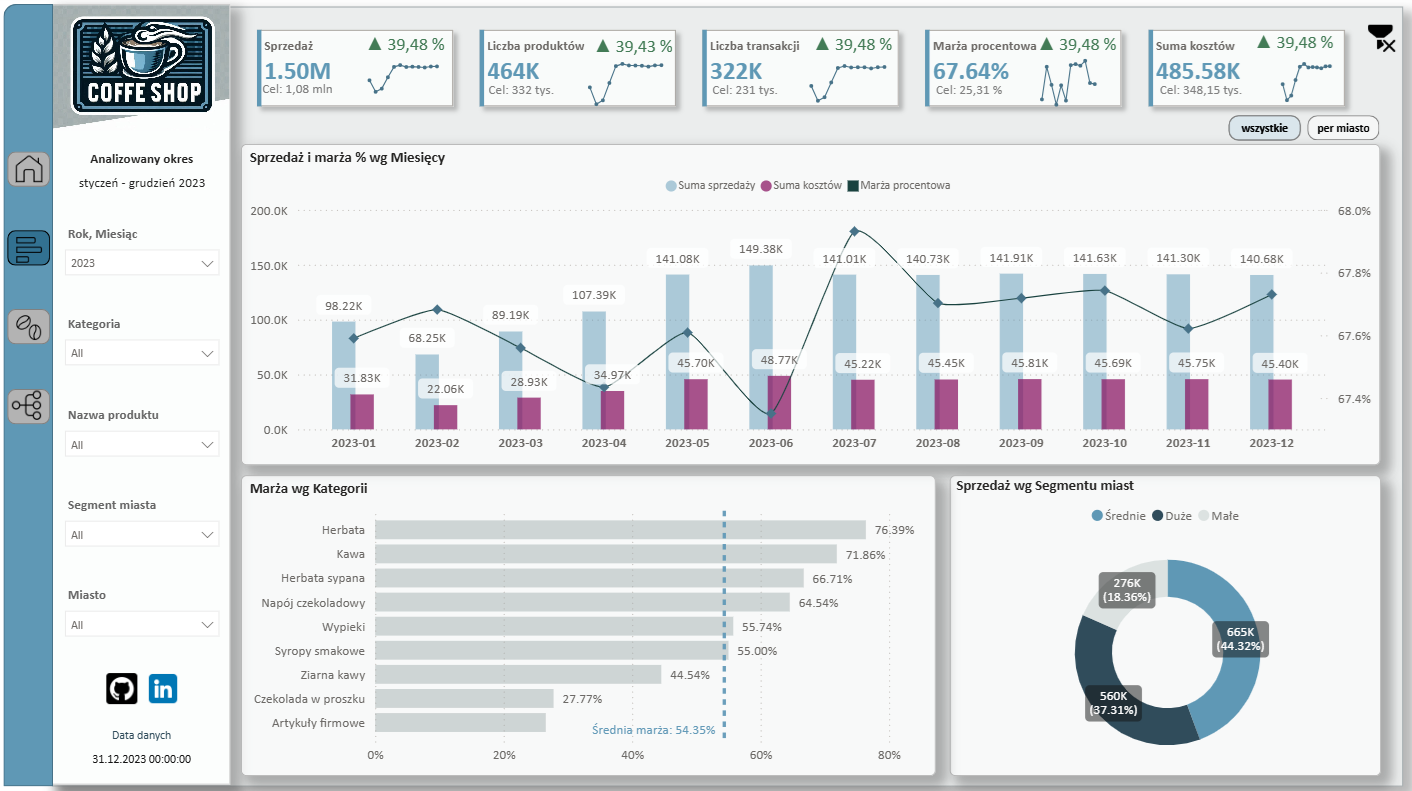 COFFE SHOP
Analizowany okres
styczeń - grudzień 2023
Rok, Miesiąc
2023
Kategoria
All
Nazwa produktu
All
Segment miasta
All
Miasto
All
in
Data danych
31.12.2023 00:00:00
Sprzedaż
▲ 39,48 %
1.50M
Cel: 1,08 mln
Liczba produktów
▲ 39,43 %
464K
Cel: 332 tys.
Liczba transakcji
▲ 39,48 %
322K
Cel: 231 tys.
Marża procentowa
▲ 39,48 %
67.64%
Cel: 25,31 %
Suma kosztów
▲ 39,48 %
485.58K
Cel: 348,15 tys.
wszystkie
per miasto
Sprzedaż i marża % wg Miesięcy
Suma sprzedaży Suma kosztów Marża procentowa
200.0K
150.0K
100.0K
50.0K
0.0K
68.0%
67.8%
67.6%
67.4%
98.22K
68.25K
89.19K
107.39K
141.08K
149.38K
141.01K
140.73K
141.91K
141.63K
141.30K
140.68K
31.83K
22.06K
28.93K
34.97K
45.70K
48.77K
45.22K
45.45K
45.81K
45.69K
45.75K
45.40K
2023-01 2023-02 2023-03 2023-04 2023-05 2023-06 2023-07 2023-08 2023-09 2023-10 2023-11 2023-12
Marża wg Kategorii
Herbata 76.39%
Kawa 71.86%
Herbata sypana 66.71%
Napój czekoladowy 64.54%
Wypieki 55.74%
Syropy smakowe 55.00%
Ziarna kawy 44.54%
Czekolada w proszku 27.77%
Artykuły firmowe
Średnia marża: 54.35%
0% 20% 40% 60% 80%
Sprzedaż wg Segmentu miast
Średnie Duże Małe
276K
(18.36%)
665K
(44.32%)
560K
(37.31%)